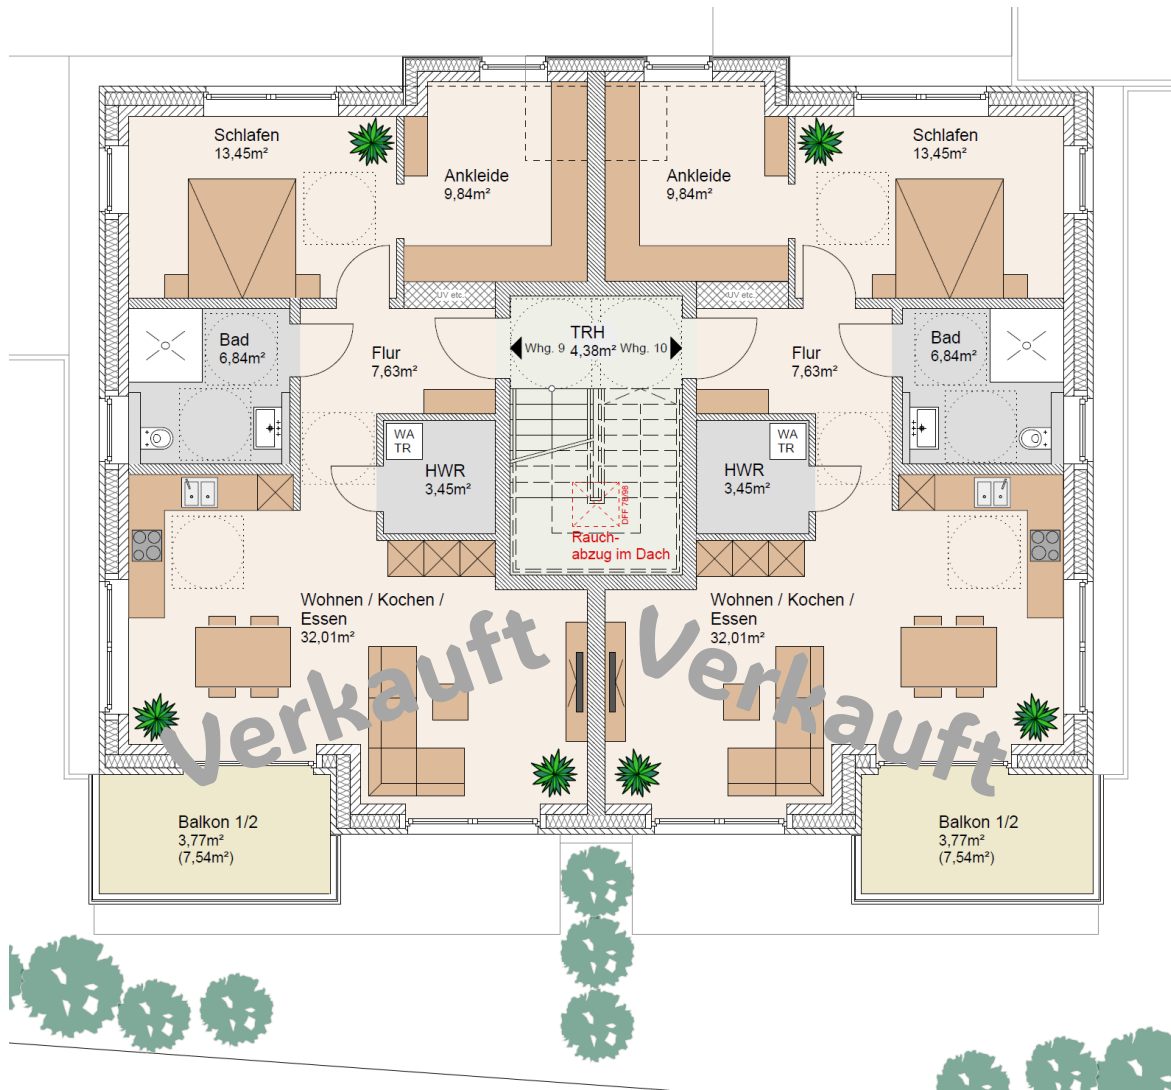 Schlafen
13,45m²
Ankleide
9,84m²
Ankleide
9,84m²
Schlafen
13,45m²
UV etc.
UV etc.
Bad
6,84m²
Flur
7,63m²
TRH
Whg. 9 4,38m² Whg. 10
Flur
7,63m²
Bad
6,84m²
WA
TR
HWR
3,45m²
WA
TR
HWR
3,45m²
DFF 78/98
Rauch-
abzug im Dach
Wohnen / Kochen /
Essen
32,01m²
Wohnen / Kochen /
Essen
32,01m²
Verkauft
Verkauft
Balkon 1/2
3,77m²
(7,54m²)
Balkon 1/2
3,77m²
(7,54m²)